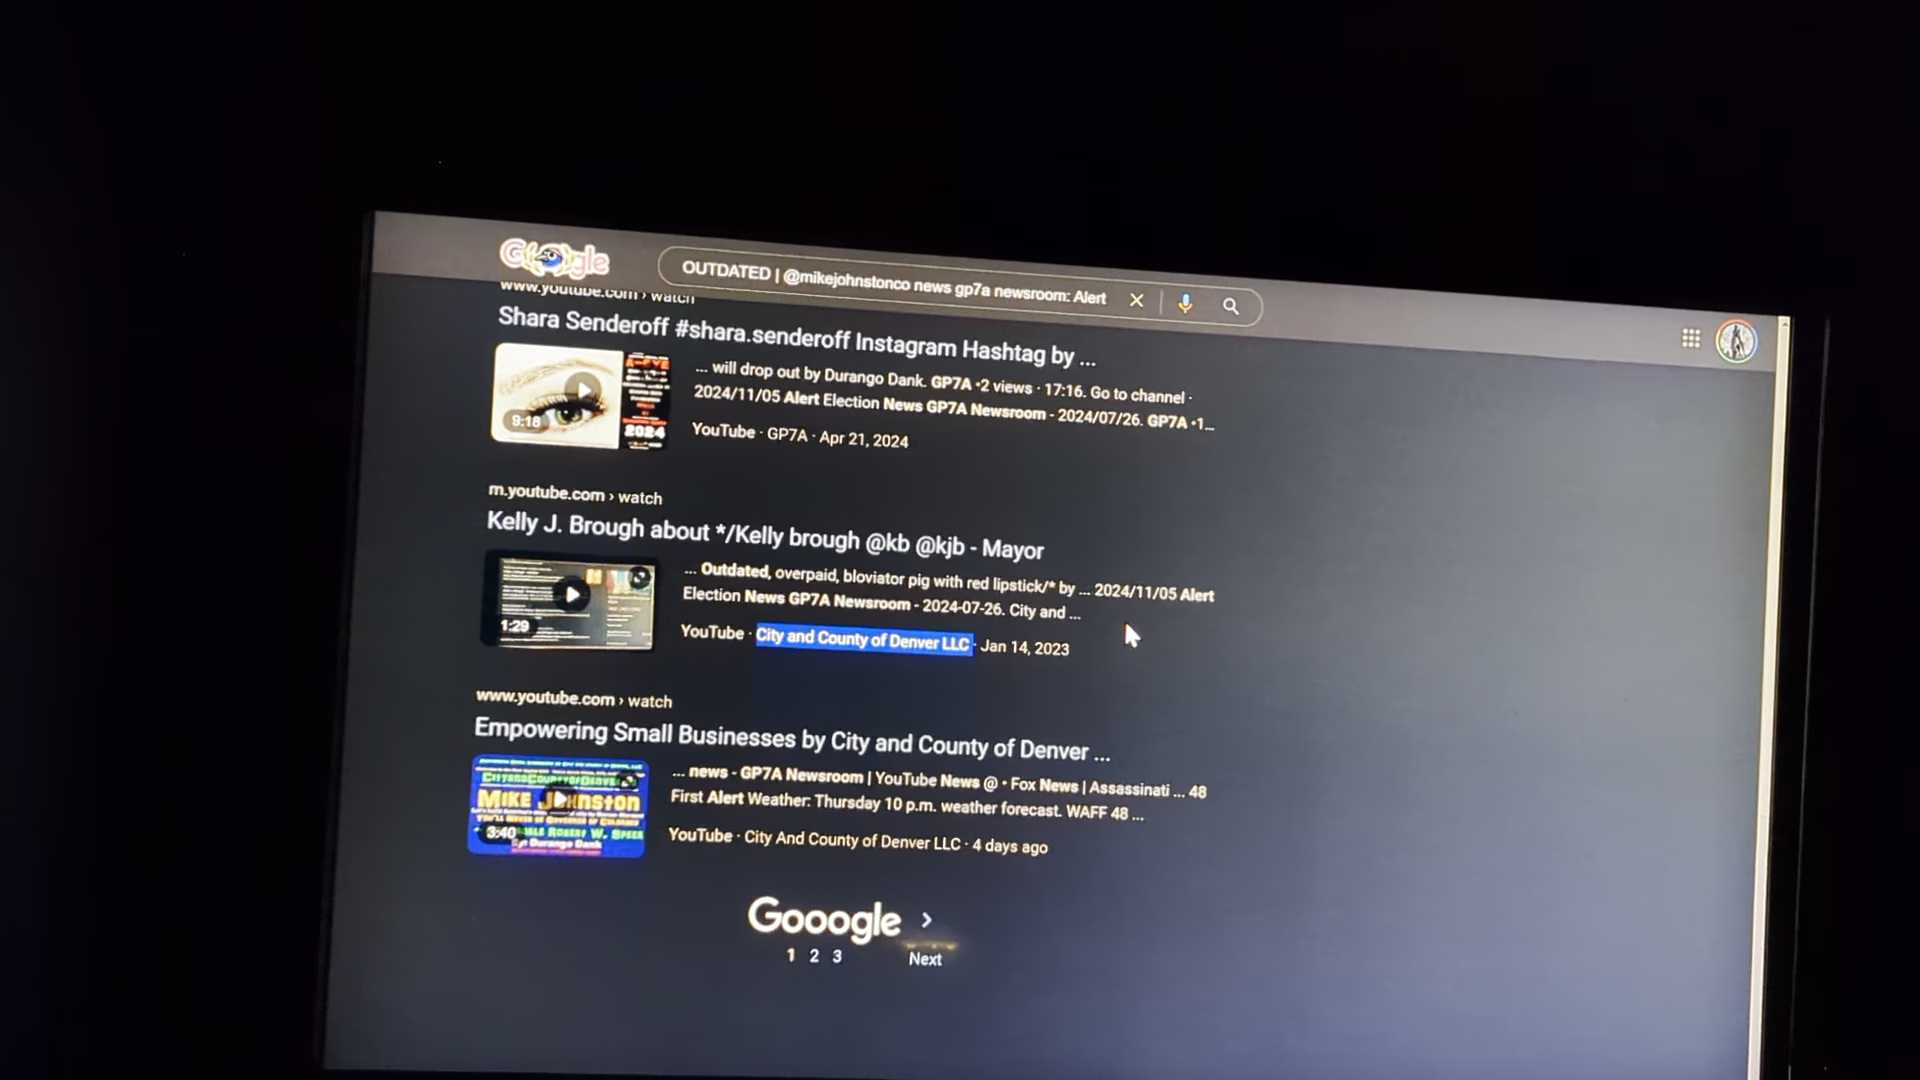 Google
OUTDATED | @mikejohnstonco news gp7a newsroom: Alert
www.youtube.com › watch
Shara Senderoff #shara.senderoff Instagram Hashtag by ...
... will drop out by Durango Dank. GP7A •2 views · 17:16. Go to channel ·
2024/11/05 Alert Election News GP7A Newsroom - 2024/07/26. GP7A •1...
YouTube · GP7A · Apr 21, 2024
9:18
2024
m.youtube.com › watch
Kelly J. Brough about */Kelly brough @kb @kjb - Mayor
... Outdated, overpaid, bloviator pig with red lipstick/* by ... 2024/11/05 Alert
Election News GP7A Newsroom - 2024-07-26. City and ...
YouTube · City and County of Denver LLC · Jan 14, 2023
1:29
www.youtube.com › watch
Empowering Small Businesses by City and County of Denver ...
... news - GP7A Newsroom | YouTube News @ • Fox News | Assassinati ... 48
First Alert Weather: Thursday 10 p.m. weather forecast. WAFF 48 ...
YouTube · City And County of Denver LLC · 4 days ago
MIKE JOHNSTON
3:40
ROBERT W. SPEER
Durango Dank
Gooogle >
1 2 3 Next